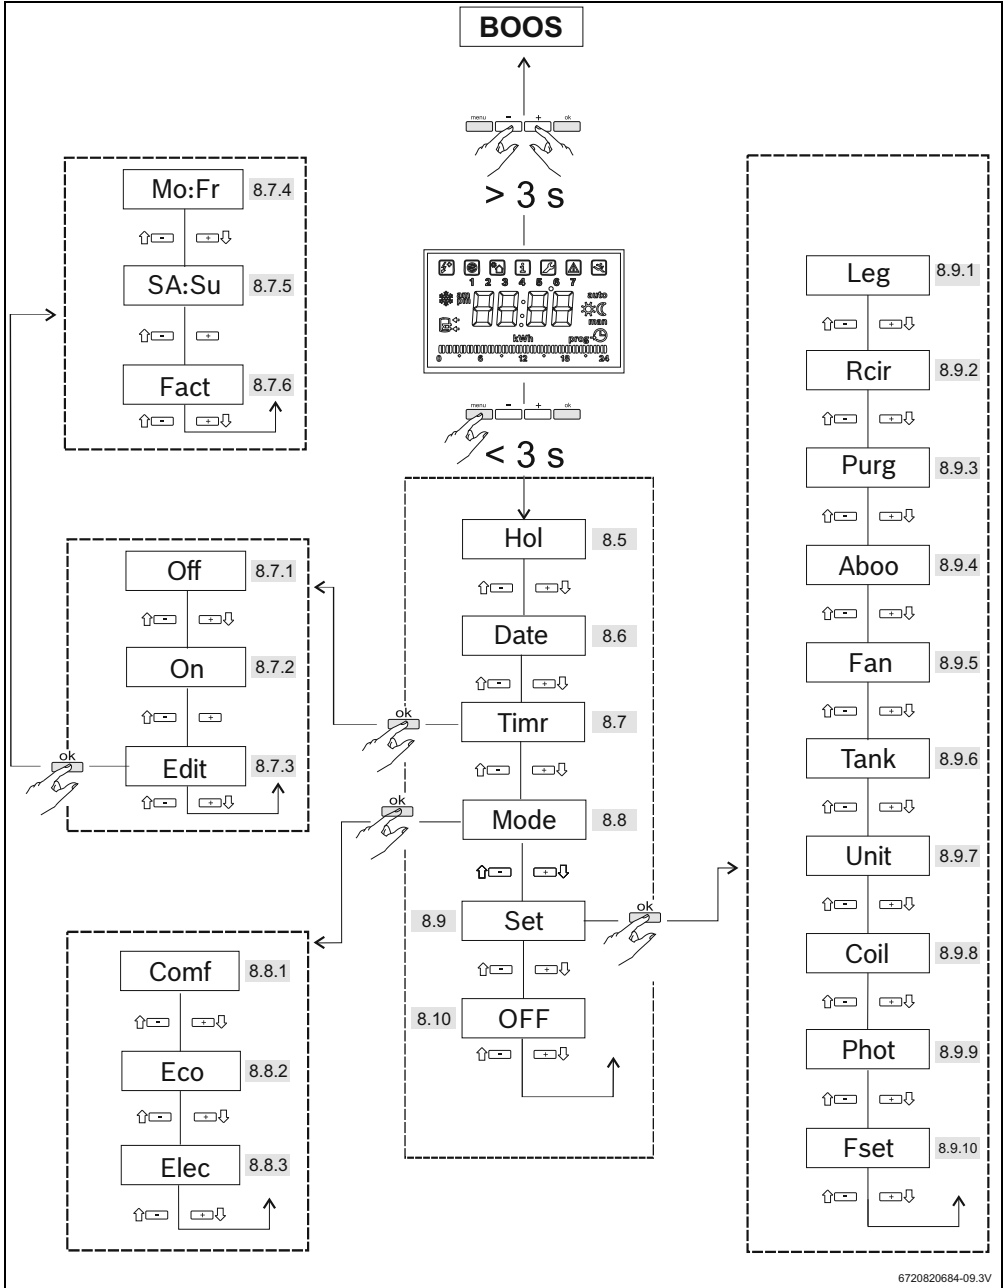 BOOS
menu - + ok
> 3 s
1 2 3 4 5 6 7
am
pm
88:88
auto
man
kWh
prog
0 6 12 18 24
menu - + ok
< 3 s
Mo:Fr 8.7.4
- +
SA:Su 8.7.5
- +
Fact 8.7.6
- +
Off 8.7.1
- +
On 8.7.2
- +
Edit 8.7.3
- +
ok
Comf 8.8.1
- +
Eco 8.8.2
- +
Elec 8.8.3
- +
Hol 8.5
- +
Date 8.6
- +
ok
Timr 8.7
- +
ok
Mode 8.8
- +
8.9 Set
ok
- +
8.10 OFF
- +
Leg 8.9.1
- +
Rcir 8.9.2
- +
Purg 8.9.3
- +
Aboo 8.9.4
- +
Fan 8.9.5
- +
Tank 8.9.6
- +
Unit 8.9.7
- +
Coil 8.9.8
- +
Phot 8.9.9
- +
Fset 8.9.10
- +
6720820684-09.3V